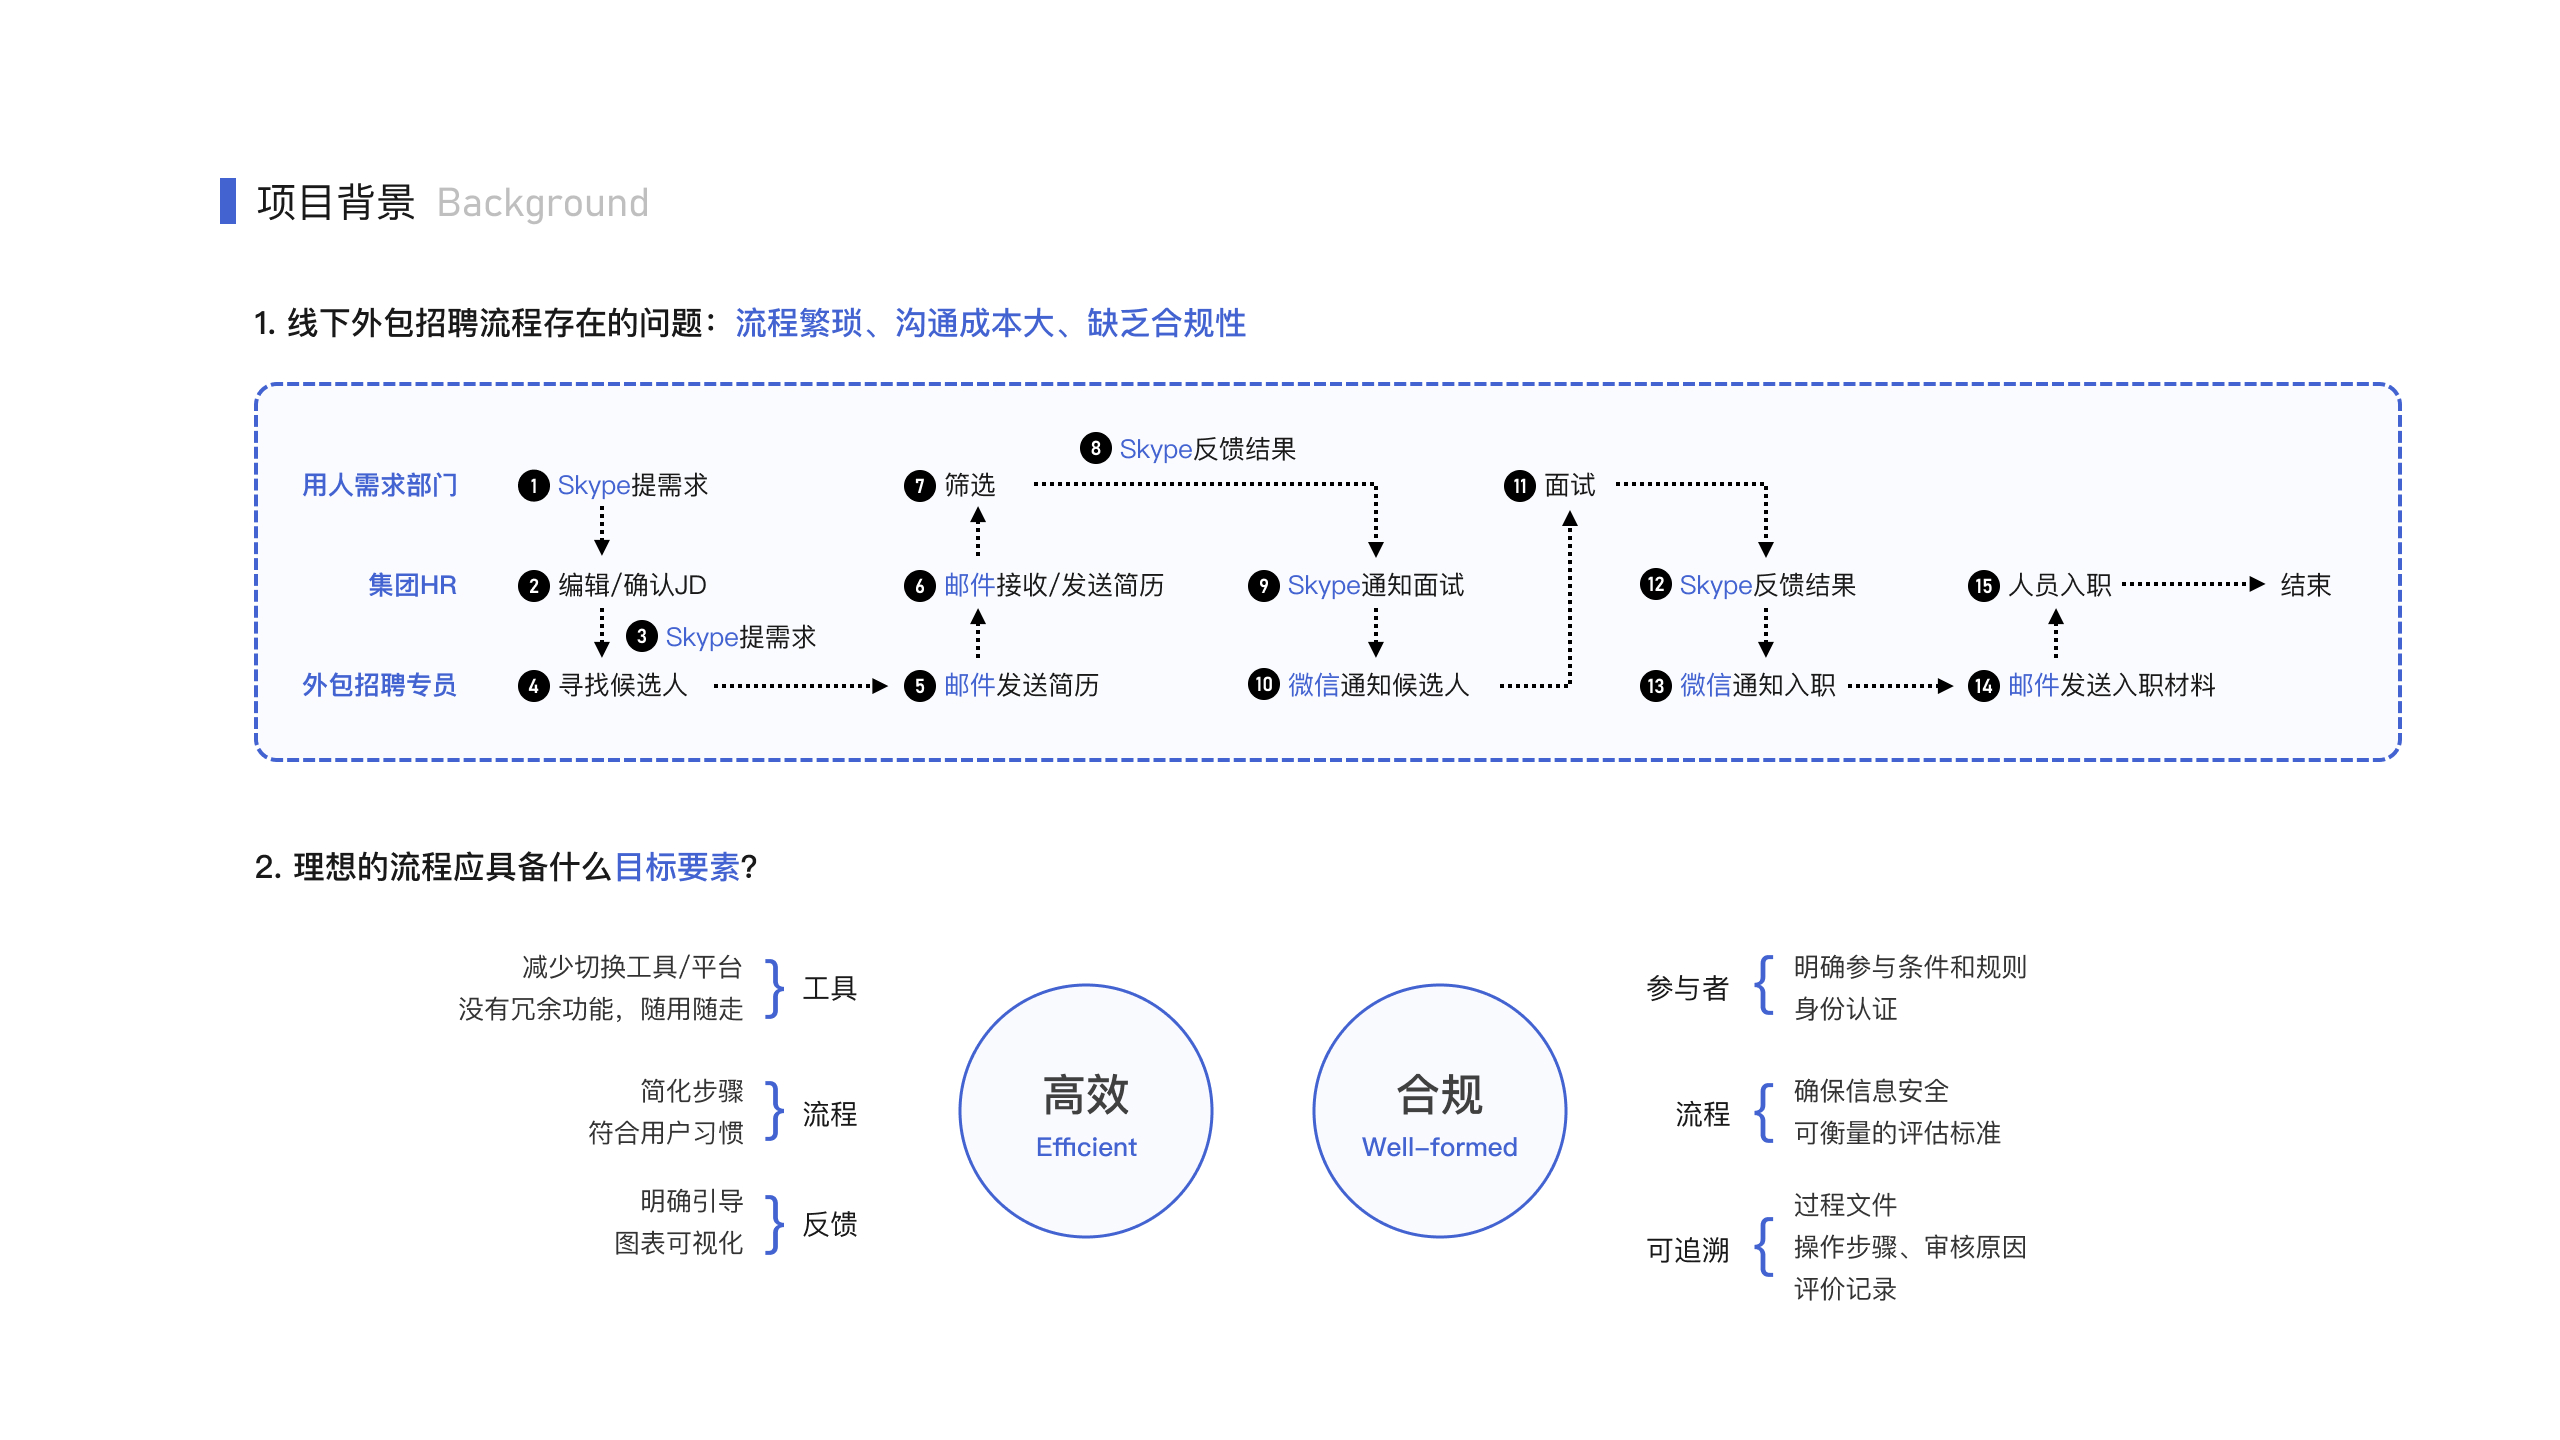 项目背景 Background
1. 线下外包招聘流程存在的问题：流程繁琐、沟通成本大、缺乏合规性
8 Skype反馈结果
用人需求部门 1 Skype提需求 7 筛选 11 面试
集团HR 2 编辑/确认JD 6 邮件接收/发送简历 9 Skype通知面试 12 Skype反馈结果 15 人员入职 结束
3 Skype提需求
外包招聘专员 4 寻找候选人 5 邮件发送简历 10 微信通知候选人 13 微信通知入职 14 邮件发送入职材料
2. 理想的流程应具备什么目标要素?
减少切换工具/平台
没有冗余功能，随用随走
工具
简化步骤
符合用户习惯
流程
明确引导
图表可视化
反馈
高效
Efficient
合规
Well-formed
参与者
明确参与条件和规则
身份认证
流程
确保信息安全
可衡量的评估标准
可追溯
过程文件
操作步骤、审核原因
评价记录